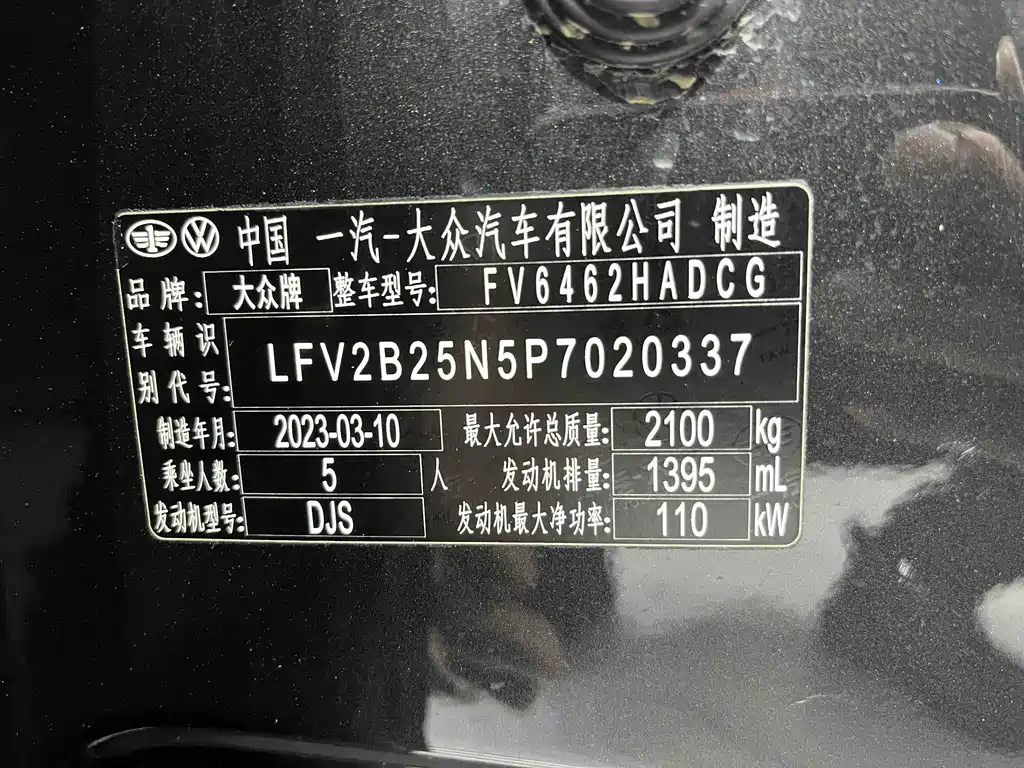 中国 一汽-大众汽车有限公司 制造
品牌: 大众牌 整车型号: FV6462HADCG
车辆识别代号: LFV2B25N5P7020337
制造年月: 2023-03-10 最大允许总质量: 2100 kg
乘坐人数: 5 人 发动机排量: 1395 mL
发动机型号: DJS 发动机最大净功率: 110 kW